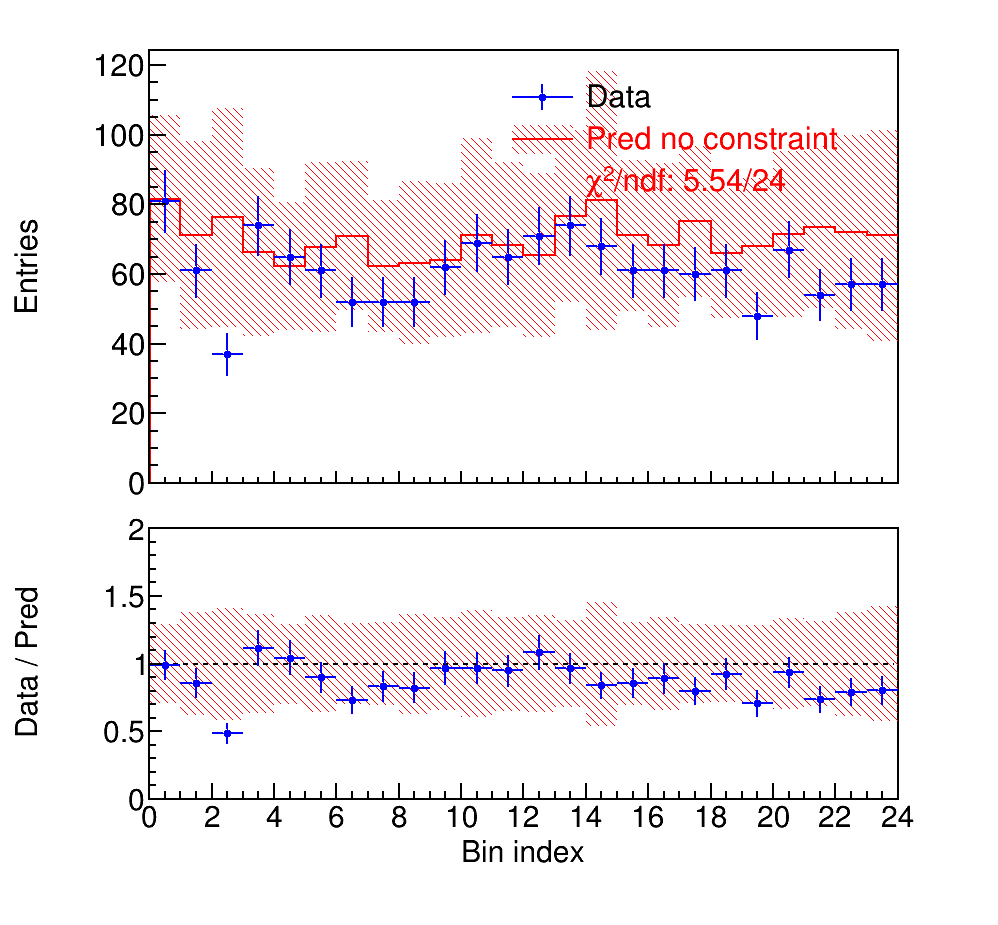 120
100
80
60
40
20
0
Entries
Data
Pred no constraint
χ²/ndf: 5.54/24
2
1.5
1
0.5
0
Data / Pred
0 2 4 6 8 10 12 14 16 18 20 22 24
Bin index